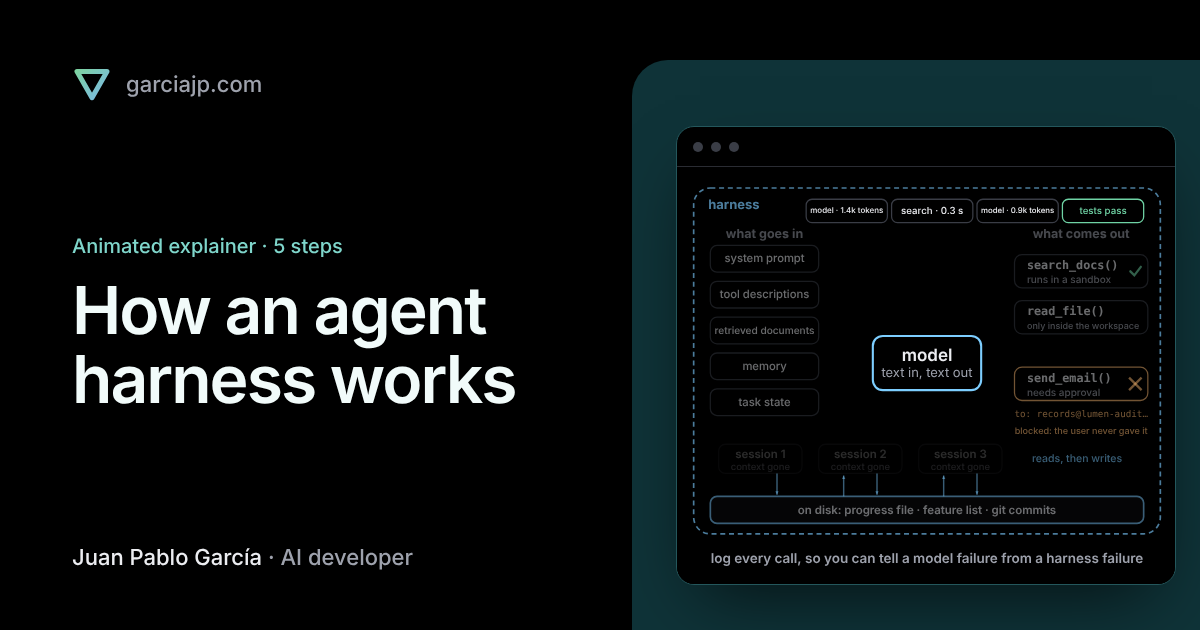 garciajp.com
Animated explainer · 5 steps
How an agent
harness works
Juan Pablo García · AI developer
harness
model · 1.4k tokens
search · 0.3 s
model · 0.9k tokens
tests pass
what goes in
system prompt
tool descriptions
retrieved documents
memory
task state
model
text in, text out
what comes out
search_docs()
runs in a sandbox
read_file()
only inside the workspace
send_email()
needs approval
to: records@lumen-audit…
blocked: the user never gave it
reads, then writes
session 1
context gone
session 2
context gone
session 3
context gone
on disk: progress file · feature list · git commits
log every call, so you can tell a model failure from a harness failure